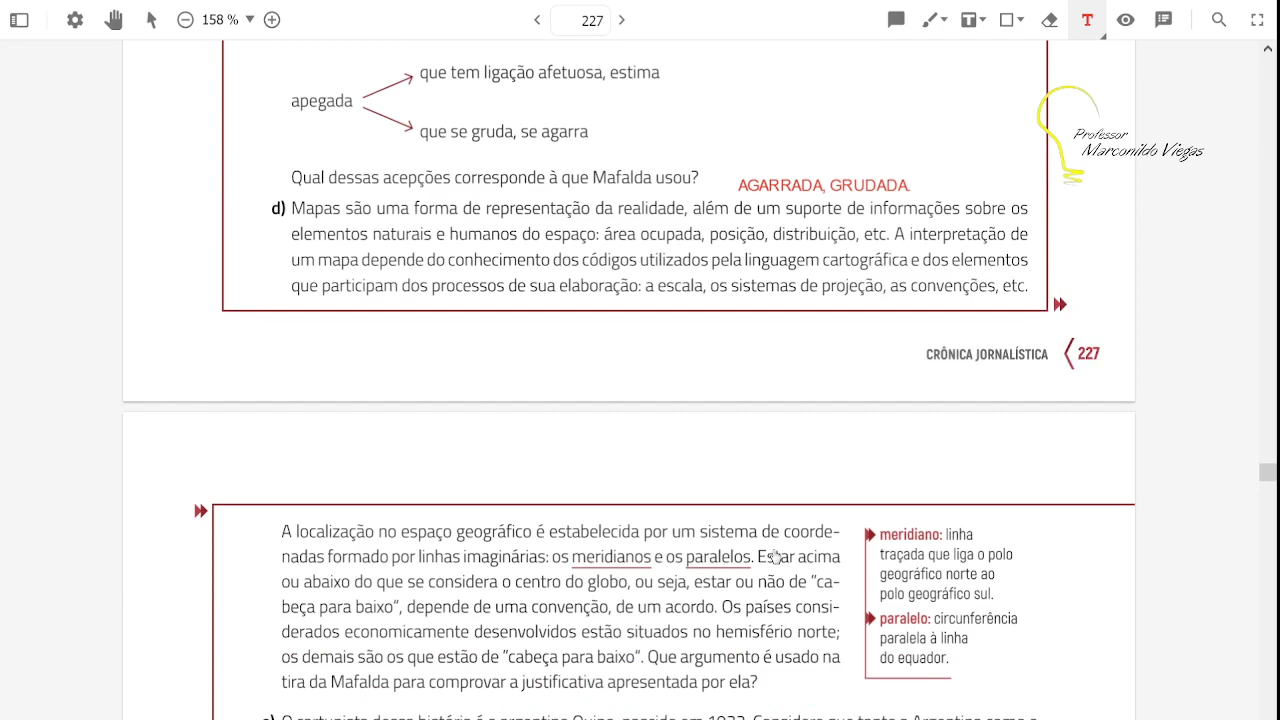 158 %
227
que tem ligação afetuosa, estima
apegada
que se gruda, se agarra
Professor
Marconildo Viegas
Qual dessas acepções corresponde à que Mafalda usou? AGARRADA, GRUDADA.
d) Mapas são uma forma de representação da realidade, além de um suporte de informações sobre os
elementos naturais e humanos do espaço: área ocupada, posição, distribuição, etc. A interpretação de
um mapa depende do conhecimento dos códigos utilizados pela linguagem cartográfica e dos elementos
que participam dos processos de sua elaboração: a escala, os sistemas de projeção, as convenções, etc.
CRÔNICA JORNALÍSTICA 227
A localização no espaço geográfico é estabelecida por um sistema de coorde-
nadas formado por linhas imaginárias: os meridianos e os paralelos. Estar acima
ou abaixo do que se considera o centro do globo, ou seja, estar ou não de "ca-
beça para baixo", depende de uma convenção, de um acordo. Os países consi-
derados economicamente desenvolvidos estão situados no hemisfério norte;
os demais são os que estão de "cabeça para baixo". Que argumento é usado na
tira da Mafalda para comprovar a justificativa apresentada por ela?
meridiano: linha
traçada que liga o polo
geográfico norte ao
polo geográfico sul.
paralelo: circunferência
paralela à linha
do equador.